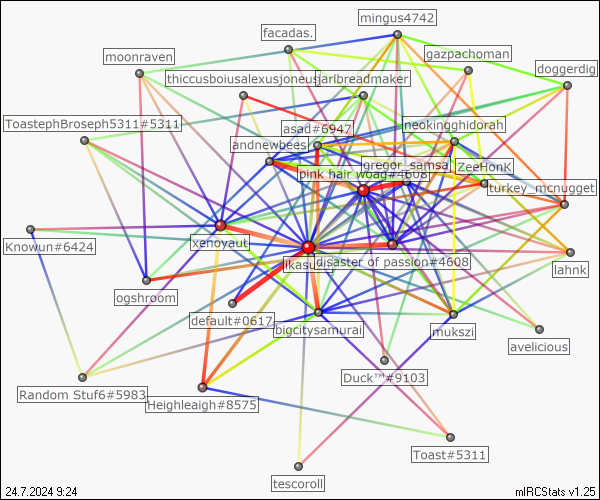 mingus4742
facadas.
moonraven
gazpachoman
doggerdig
jarlbreadmaker
ToastephBroseph5311#5311
neokingghidorah
asad#6947
andnewbees
gregor_samsa
ZeeHonK
pink hair woag#4608
turkey_mcnugget
xenoyaut
Knowun#6424
disaster of passion#4608
lahnk
ogshroom
default#0617
bigcitysamurai
mukszi
avelicious
Duck™#9103
Random Stuf6#5983
Heighleaigh#8575
Toast#5311
tescoroll
24.7.2024 9:24
mIRCStats v1.25